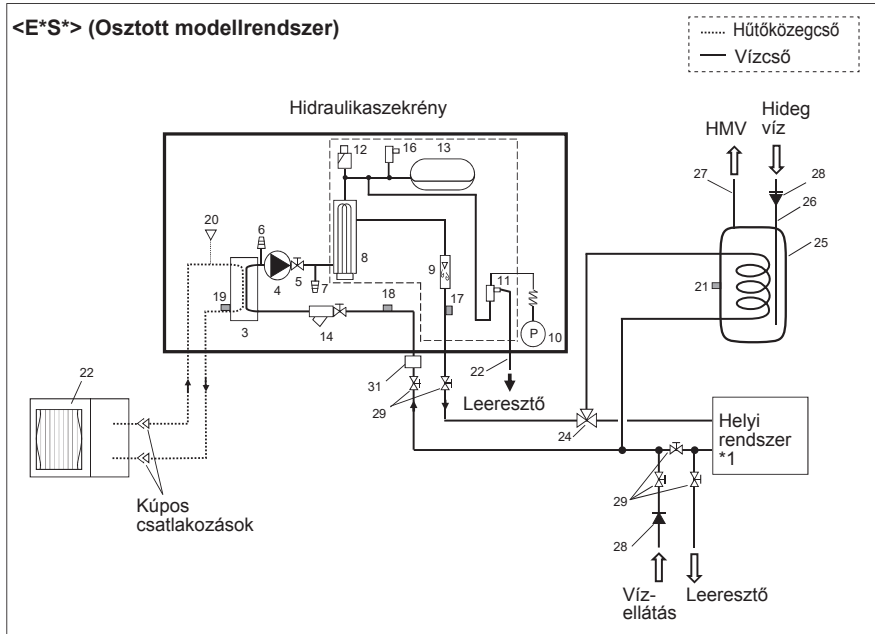 <E*S*> (Osztott modellrendszer)
Hűtőközegcső
Vízcső
Hidraulikaszekrény
HMV
Hideg
víz
12
16
13
27
28
26
20
6
8
25
4
5
7
9
11
21
19
3
14
18
17
P
10
22
31
29
22
Leeresztő
24
Helyi
rendszer
*1
Kúpos
csatlakozások
29
28
Víz-
ellátás
Leeresztő